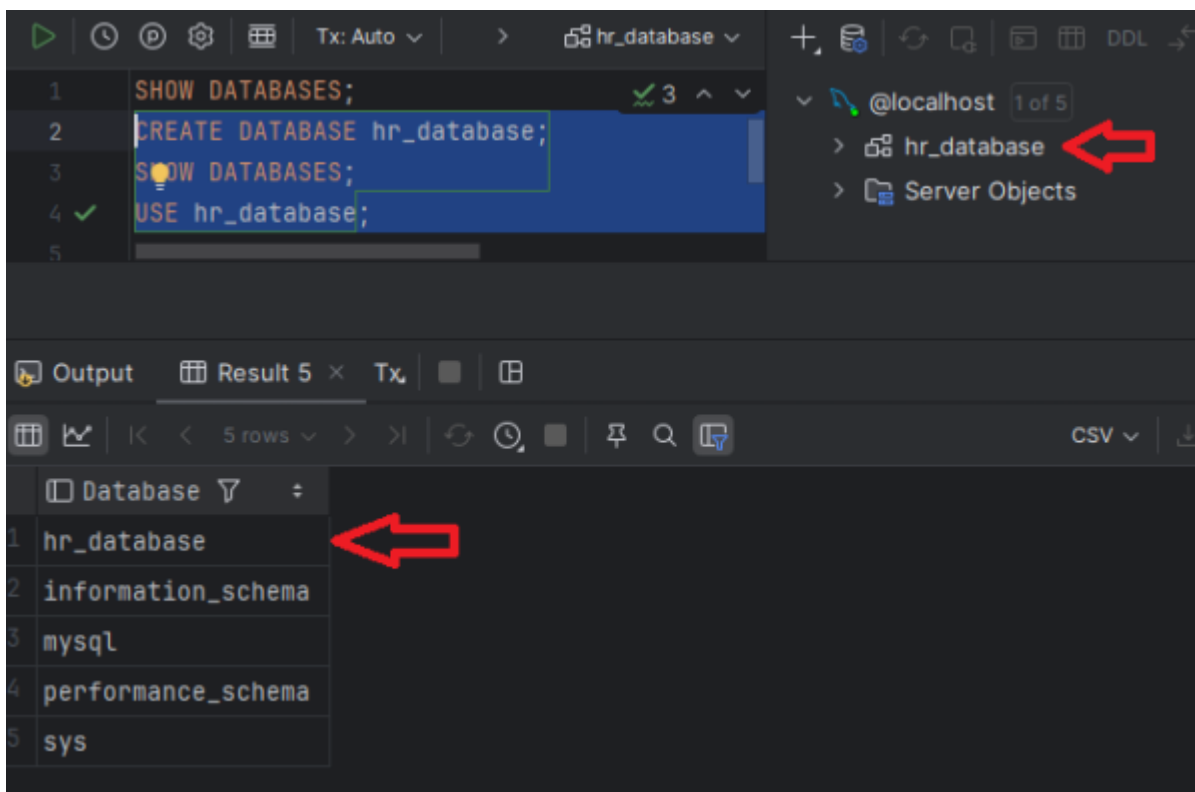 Tx: Auto
hr_database
DDL
1 SHOW DATABASES;
3
2 CREATE DATABASE hr_database;
3 SHOW DATABASES;
4 USE hr_database;
5
@localhost 1 of 5
hr_database
Server Objects
Output Result 5 × Tx
5 rows
CSV
Database
1 hr_database
2 information_schema
3 mysql
4 performance_schema
5 sys